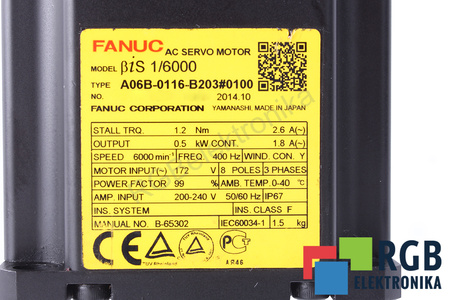 FANUC AC SERVO MOTOR
MODEL βiS 1/6000
TYPE A06B-0116-B203#0100
NO. 2014.10
FANUC CORPORATION YAMANASHI, MADE IN JAPAN
STALL TRQ. 1.2 Nm 2.6 A(~)
OUTPUT 0.5 kW CONT. 1.8 A(~)
SPEED 6000 min⁻¹ FREQ. 400 Hz WIND. CON. Y
MOTOR INPUT(~) 172 V 8 POLES 3 PHASES
POWER FACTOR 99 % AMB. TEMP. 0-40 °C
AMP. INPUT 200-240 V 50/60 Hz IP67
INS. SYSTEM INS. CLASS F
MANUAL NO. B-65302 IEC60034-1 1.5 kg
CE
TÜV Rheinland
АЯ46
RGB
ELEKTRONIKA